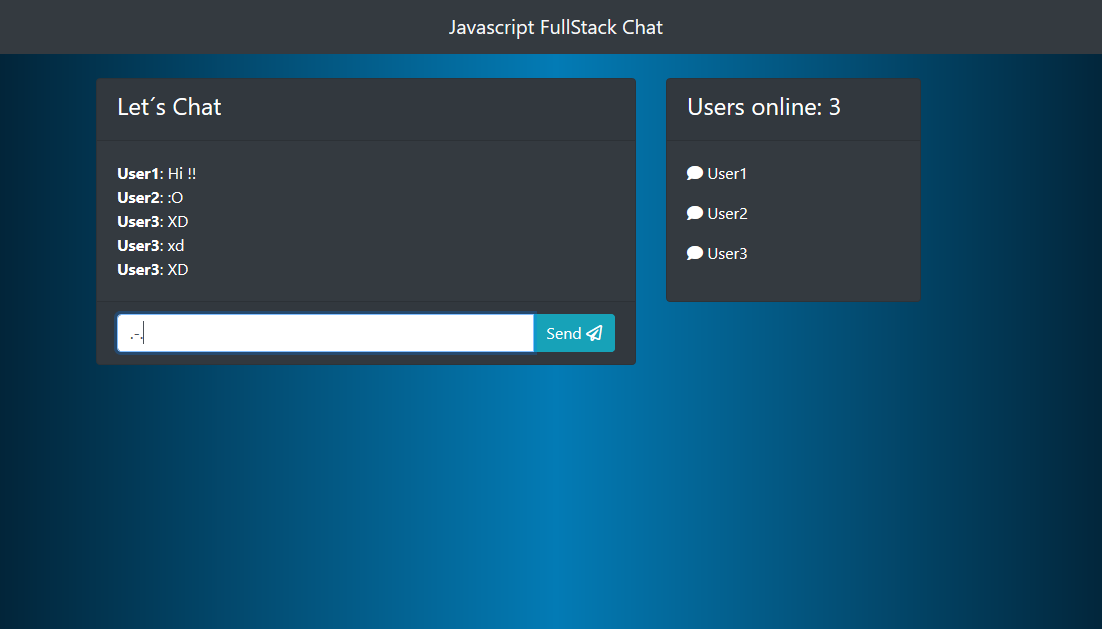 Javascript FullStack Chat
Let´s Chat
User1: Hi !!
User2: :O
User3: XD
User3: xd
User3: XD
.-.
Send
Users online: 3
User1
User2
User3